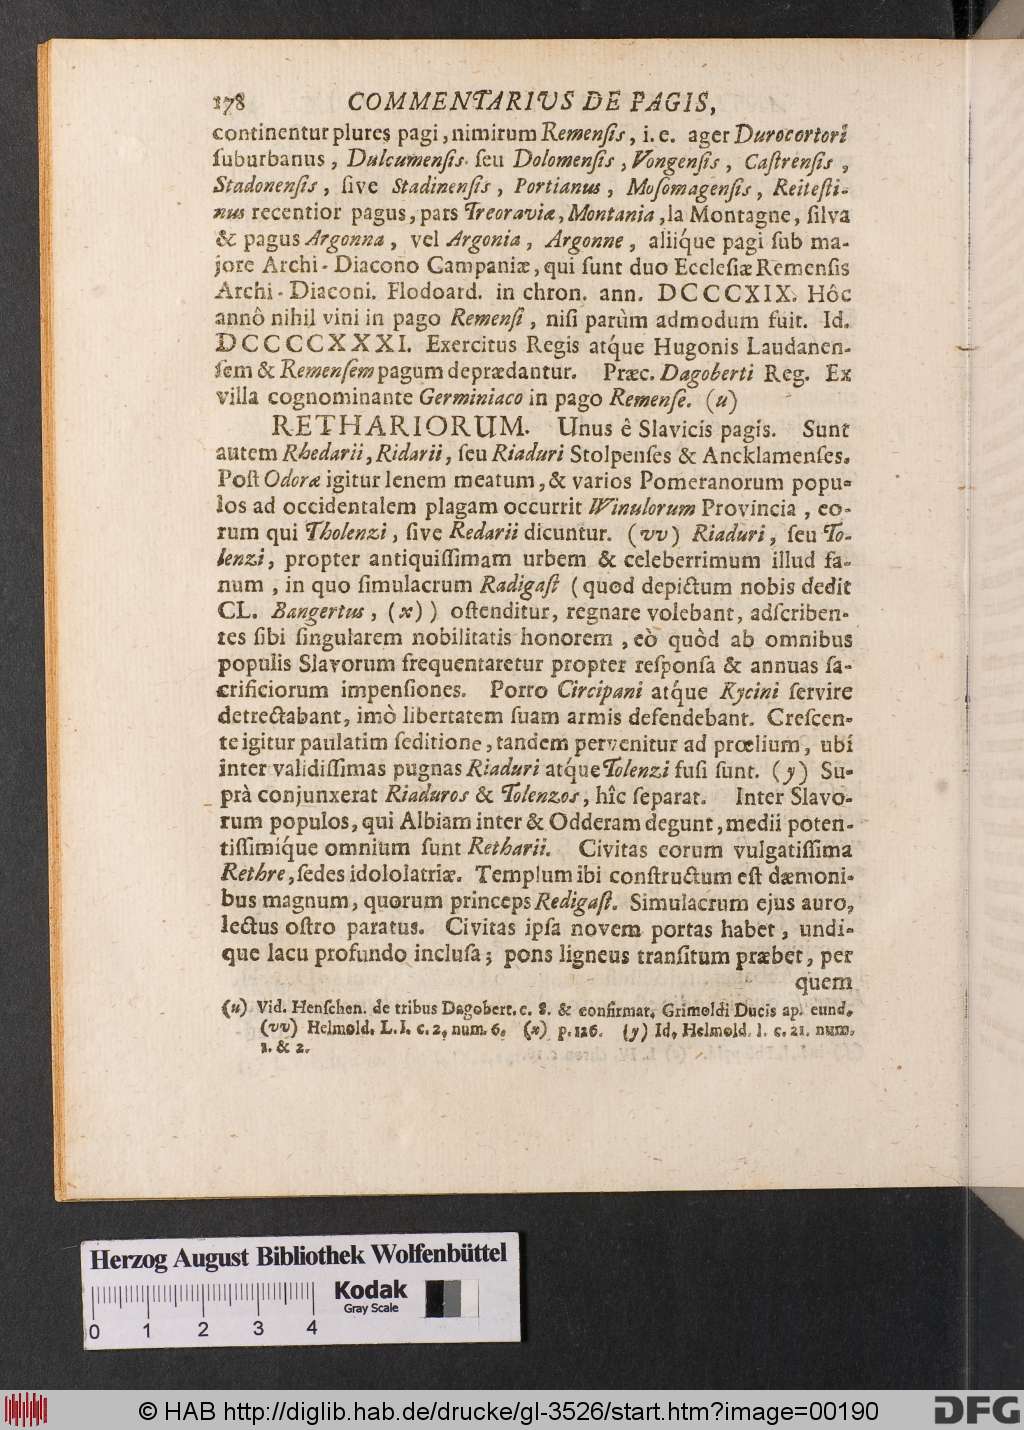 178 COMMENTARIVS DE PAGIS,
continentur plures pagi, nimirum Remenſis, i. e. ager Durocortori
ſuburbanus, Dulcumenſis ſeu Dolomenſis, Vongenſis, Caſtrenſis,
Stadonenſis, ſive Stadinenſis, Portianus, Moſomagenſis, Reiteſti-
nus recentior pagus, pars Treoraviæ, Montania, la Montagne, ſilva
& pagus Argonna, vel Argonia, Argonne, aliiq́ue pagi ſub ma-
jore Archi-Diacono Campaniæ, qui ſunt duo Eccleſiæ Remenſis
Archi-Diaconi. Flodoard. in chron. ann. DCCCCXIX. Hôc
annô nihil vini in pago Remenſi, niſi parùm admodum fuit. Id.
DCCCCXXXI. Exercitus Regis atq́ue Hugonis Laudanen-
ſem & Remenſem pagum deprædantur. Præc. Dagoberti Reg. Ex
villa cognominante Germiniaco in pago Remenſe. (u)
RETHARIORUM. Unus ê Slavicis pagis. Sunt
autem Rhedarii, Ridarii, ſeu Riaduri Stolpenſes & Ancklamenſes.
Poſt Odoræ igitur lenem meatum, & varios Pomeranorum popu-
los ad occidentalem plagam occurrit Winulorum Provincia, eo-
rum qui Tholenzi, ſive Redarii dicuntur. (vv) Riaduri, ſeu To-
lenzi, propter antiquiſſimam urbem & celeberrimum illud fa-
num, in quo ſimulacrum Radigaſt (quod depictum nobis dedit
CL. Bangertus, (x)) oſtenditur, regnare volebant, adſcriben-
tes ſibi ſingularem nobilitatis honorem, eò quôd ab omnibus
populis Slavorum frequentaretur propter reſponſa & annuas ſa-
crificiorum impenſiones. Porro Circipani atq́ue Kycini ſervire
detrectabant, imò libertatem ſuam armis defendebant. Creſcen-
te igitur paulatim ſeditione, tandem pervenitur ad prœlium, ubi
inter validiſſimas pugnas Riaduri atq́ue Tolenzi fuſi ſunt. (y) Su-
prà conjunxerat Riaduros & Tolenzos, hîc ſeparat. Inter Slavo-
rum populos, qui Albiam inter & Odderam degunt, medii poten-
tiſſimiq́ue omnium ſunt Retharii. Civitas eorum vulgatiſſima
Rethre, ſedes idololatriæ. Templum ibi conſtructum eſt dæmoni-
bus magnum, quorum princeps Redigaſt. Simulacrum ejus auro,
lectus oſtro paratus. Civitas ipſa novem portas habet, undi-
que lacu profundo incluſa; pons ligneus tranſitum præbet, per
quem
(u) Vid. Henſchen. de tribus Dagobert. c. 8. & confirmat. Grimoldi Ducis ap. eund.
(vv) Helmold. L. I. c. 2. num. 6. (x) p. 126. (y) Id. Helmold. l. c. 21. num.
1. & 2.
Herzog August Bibliothek Wolfenbüttel
Kodak
Gray Scale
0 1 2 3 4
© HAB http://diglib.hab.de/drucke/gl-3526/start.htm?image=00190
DFG